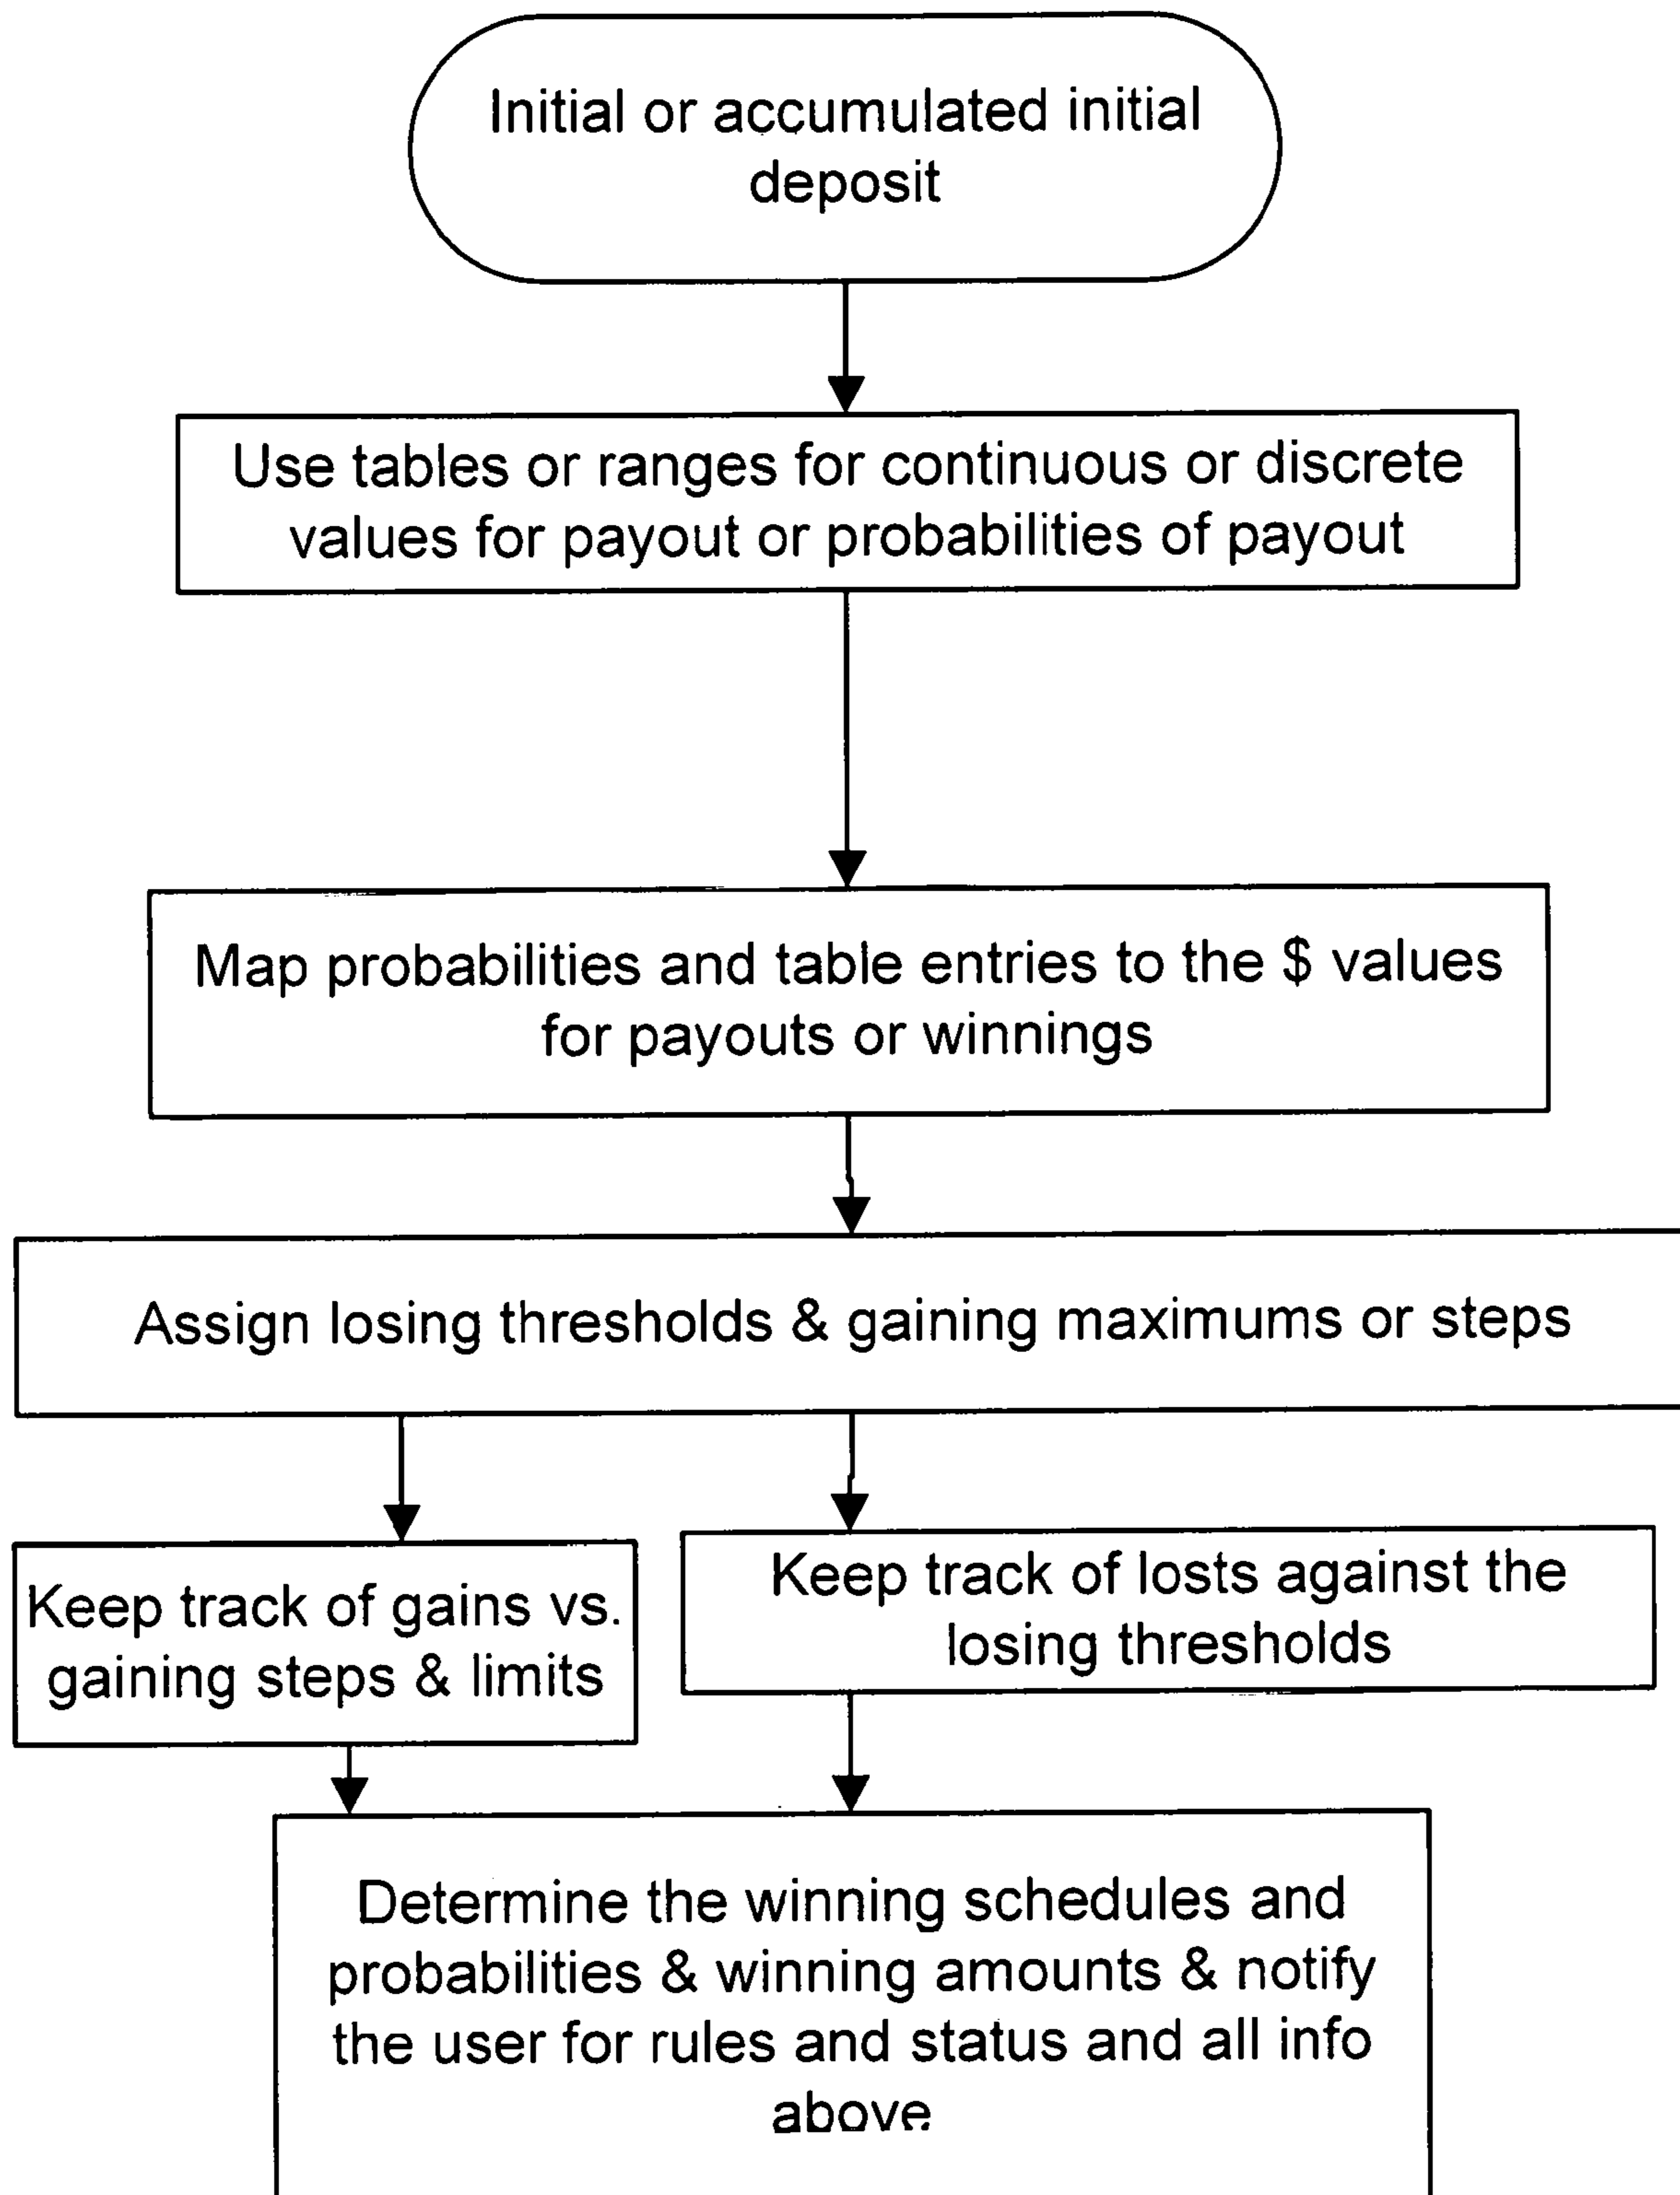 Initial or accumulated initial
deposit
Use tables or ranges for continuous or discrete
values for payout or probabilities of payout
Map probabilities and table entries to the $ values
for payouts or winnings
Assign losing thresholds & gaining maximums or steps
Keep track of gains vs.
gaining steps & limits
Keep track of losts against the
losing thresholds
Determine the winning schedules and
probabilities & winning amounts & notify
the user for rules and status and all info
above